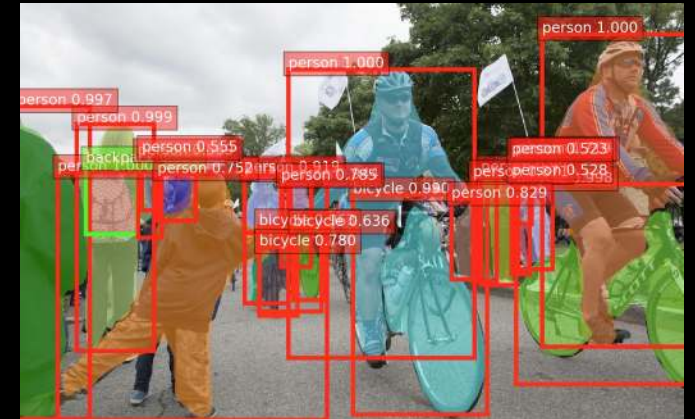 person 1.000
person 1.000
person 0.997
person 0.999
person 0.555
person 0.523
person 0.752
person 0.785
person 0.528
bicycle 0.990
person 0.829
bicycle 0.636
bicycle 0.780